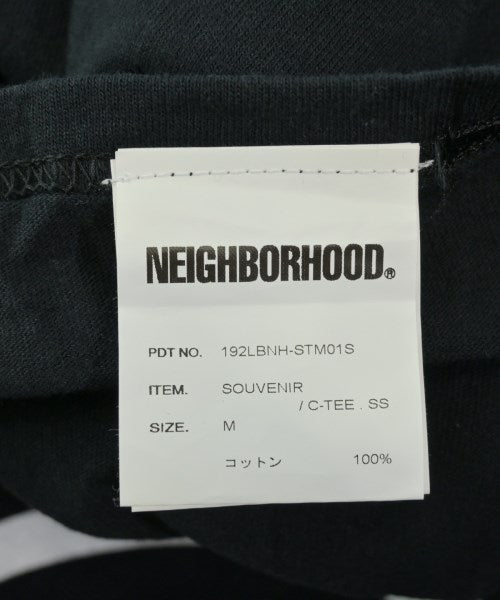 NEIGHBORHOOD®
PDT NO. 192LBNH-STM01S
ITEM. SOUVENIR
/ C-TEE . SS
SIZE. M
コットン 100%